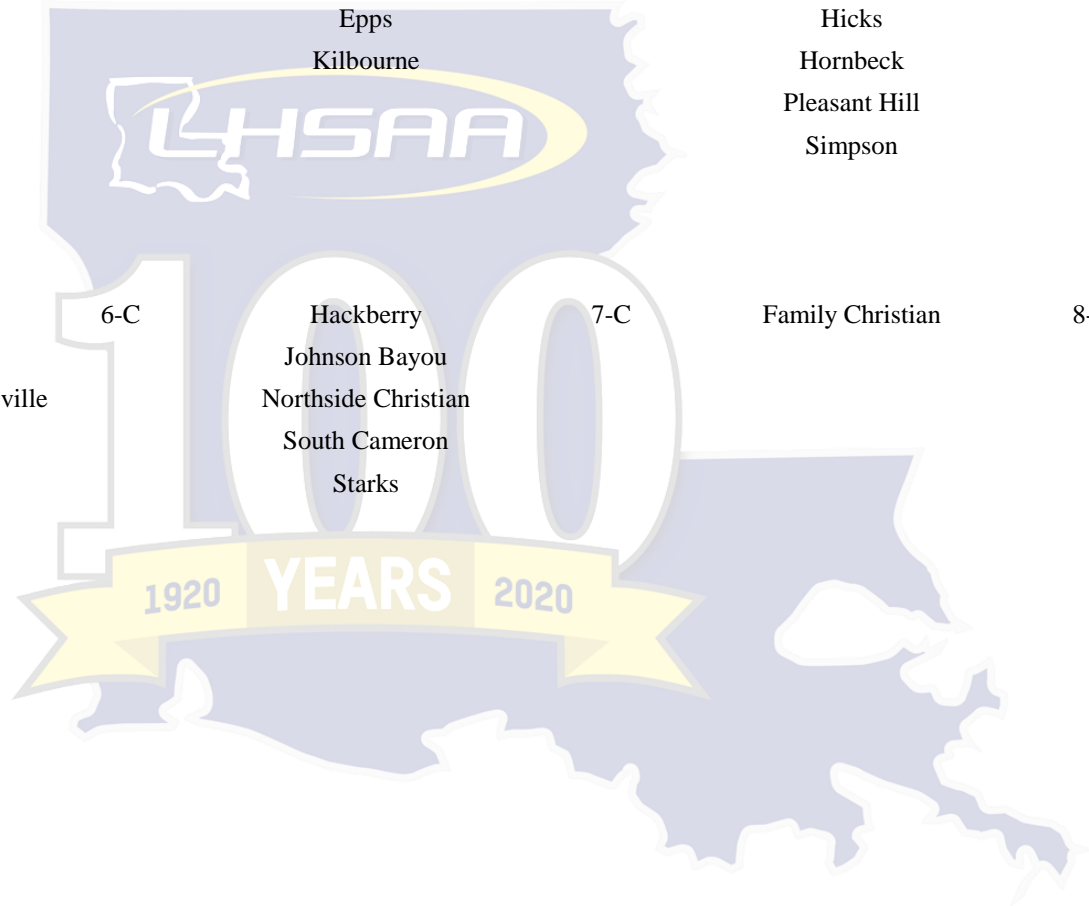 Epps Hicks
Kilbourne Hornbeck
LHSAA Pleasant Hill
Simpson
6-C Hackberry 7-C Family Christian 8-
Johnson Bayou
ville Northside Christian
South Cameron
Starks
1920 YEARS 2020
100